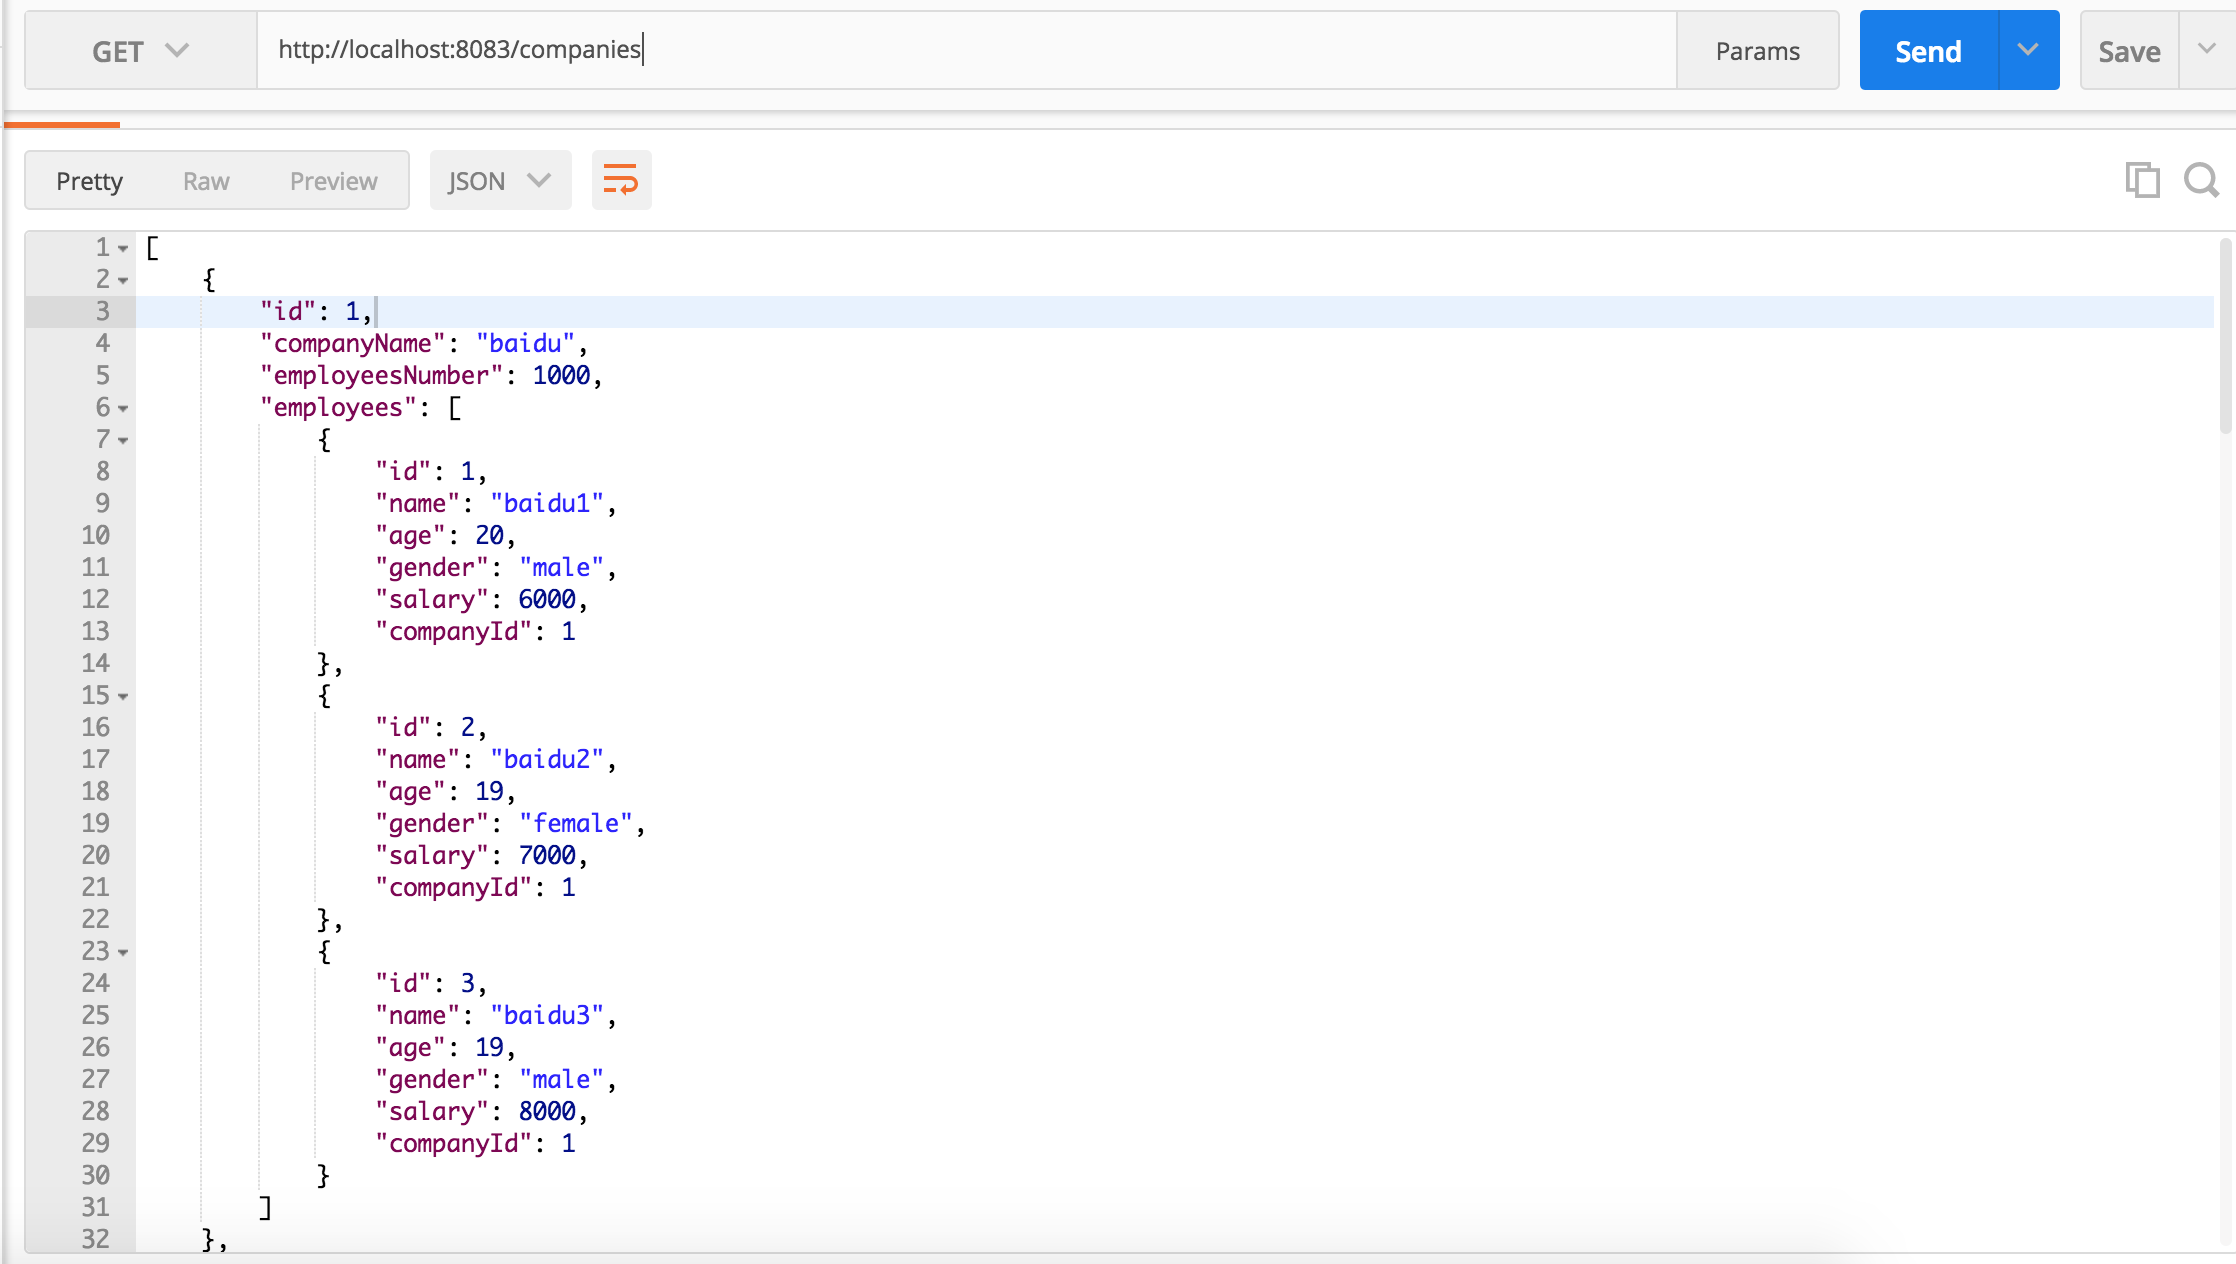 GET http://localhost:8083/companies Params Send Save
Pretty Raw Preview JSON
1 [
2 {
3 "id": 1,
4 "companyName": "baidu",
5 "employeesNumber": 1000,
6 "employees": [
7 {
8 "id": 1,
9 "name": "baidu1",
10 "age": 20,
11 "gender": "male",
12 "salary": 6000,
13 "companyId": 1
14 },
15 {
16 "id": 2,
17 "name": "baidu2",
18 "age": 19,
19 "gender": "female",
20 "salary": 7000,
21 "companyId": 1
22 },
23 {
24 "id": 3,
25 "name": "baidu3",
26 "age": 19,
27 "gender": "male",
28 "salary": 8000,
29 "companyId": 1
30 }
31 ]
32 },